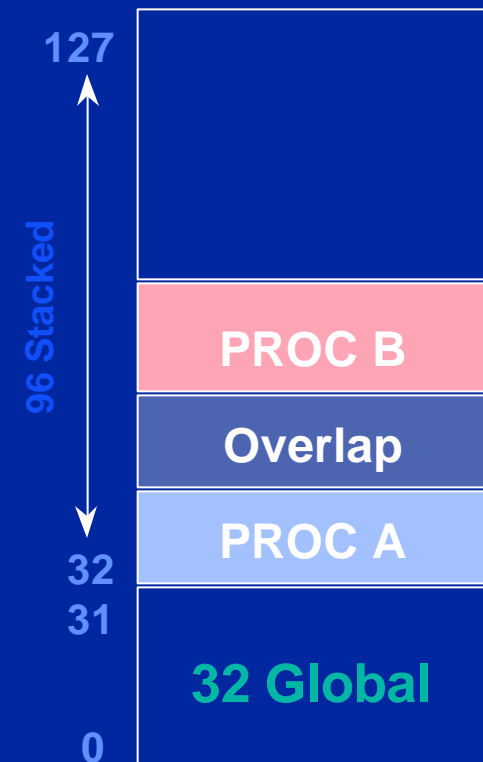 127
96 Stacked
PROC B
Overlap
PROC A
32
31
32 Global
0